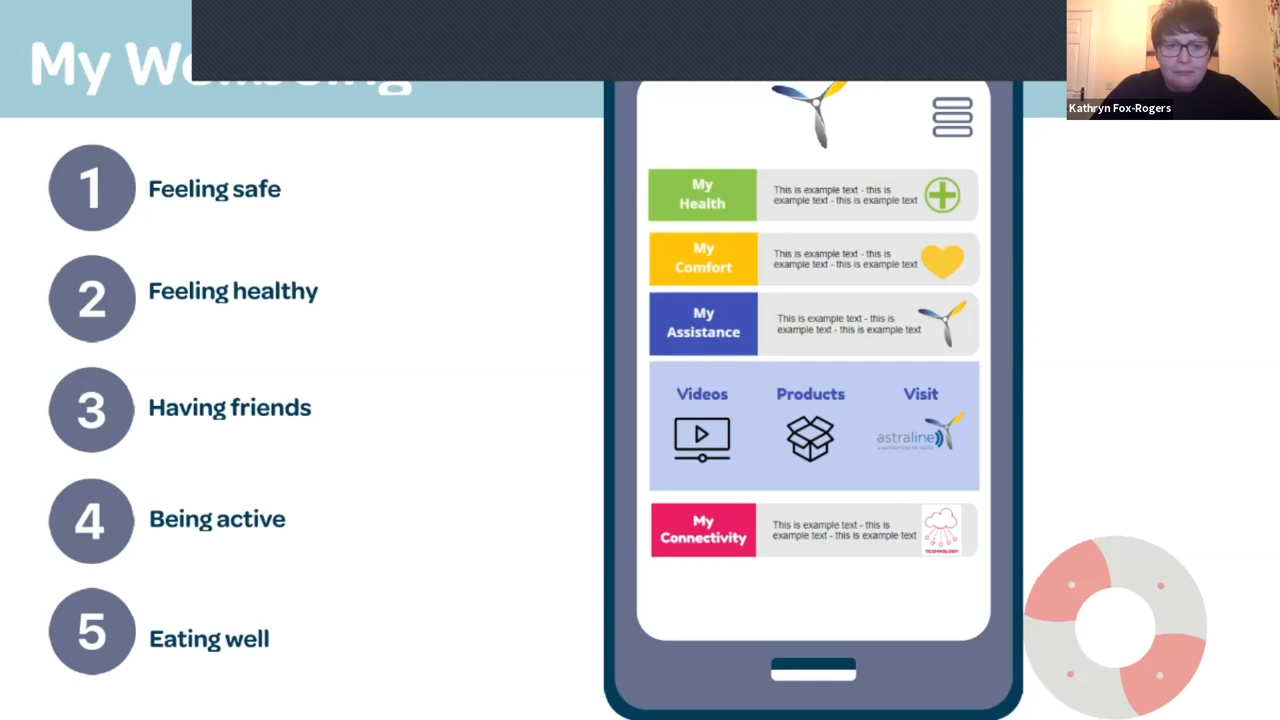 My Wellbeing
Kathryn Fox-Rogers
1 Feeling safe
2 Feeling healthy
3 Having friends
4 Being active
5 Eating well
My
Health
This is example text - this is
example text - this is example text
My
Comfort
This is example text - this is
example text - this is example text
My
Assistance
This is example text - this is
example text - this is example text
Videos Products Visit
astraline
My
Connectivity
This is example text - this is
example text - this is example text
TECHNOLOGY